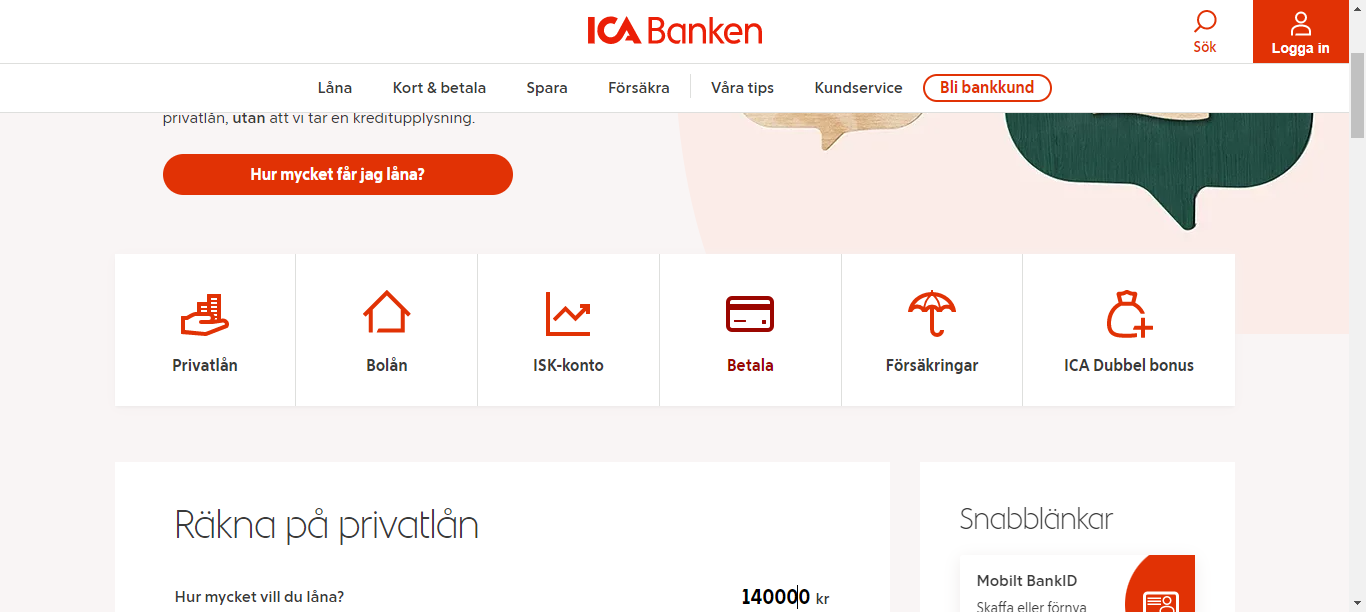 ICA Banken
Sök
Logga in
Låna Kort & betala Spara Försäkra Våra tips Kundservice Bli bankkund
privatlån, utan att vi tar en kreditupplysning.
Hur mycket får jag låna?
Privatlån Bolån ISK-konto Betala Försäkringar ICA Dubbel bonus
Räkna på privatlån
Hur mycket vill du låna? 140000 kr
Snabblänkar
Mobilt BankID
Skaffa eller förnya